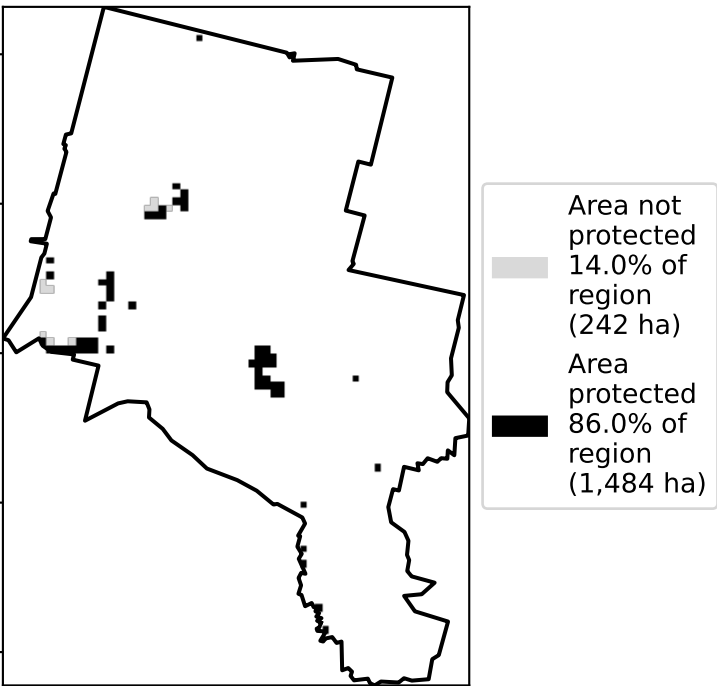 Area not
protected
14.0% of
region
(242 ha)
Area
protected
86.0% of
region
(1,484 ha)